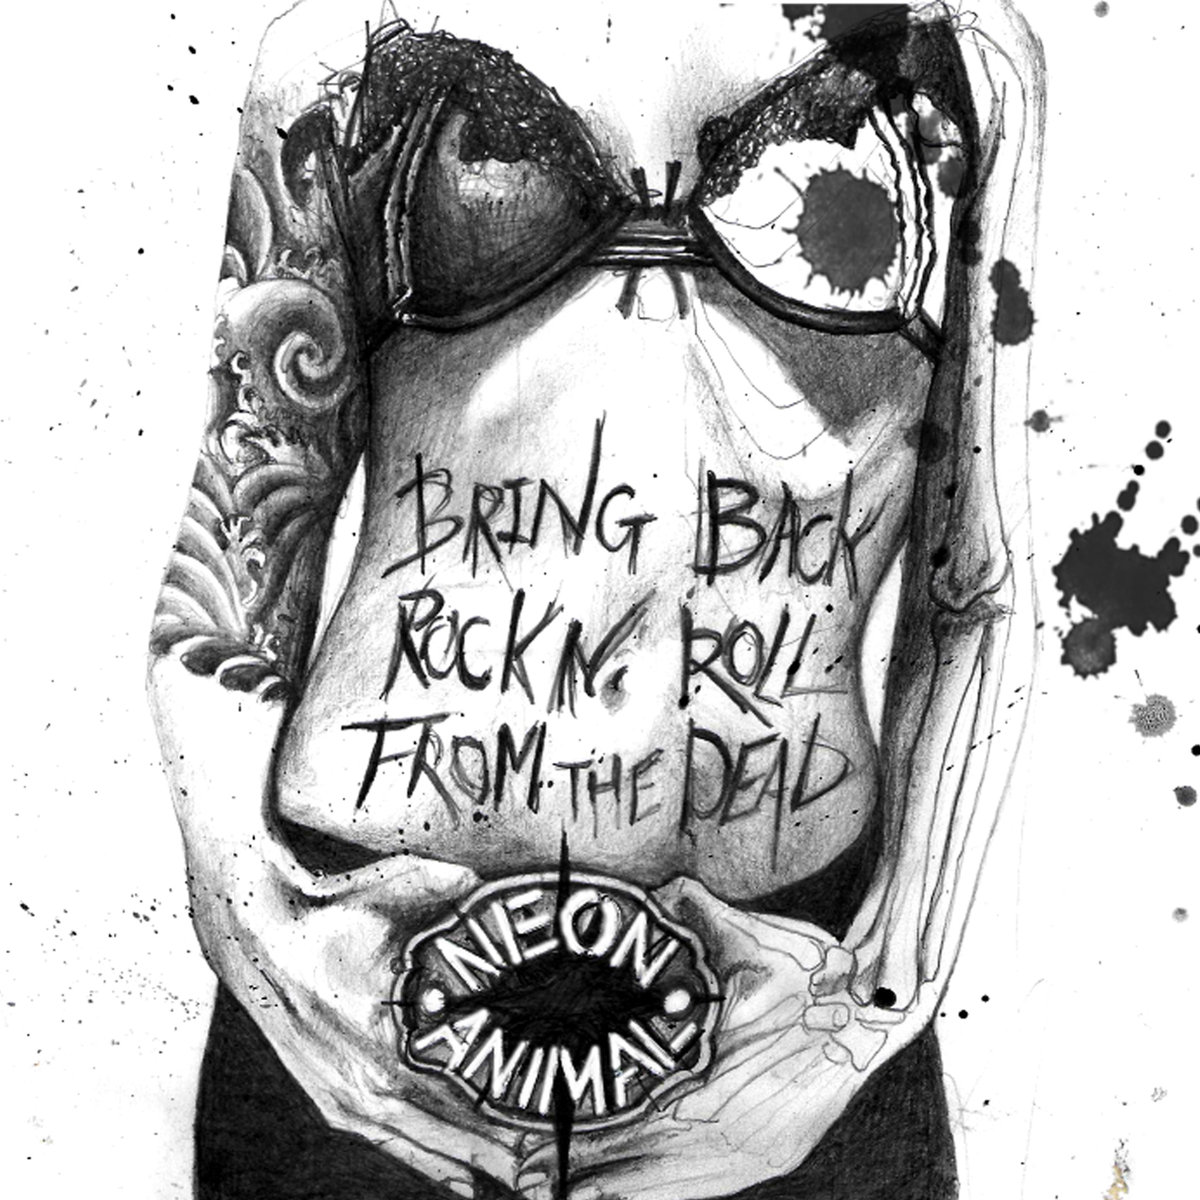 BRING BACK
ROCK N' ROLL
FROM THE DEAD
NEON
ANIMAL